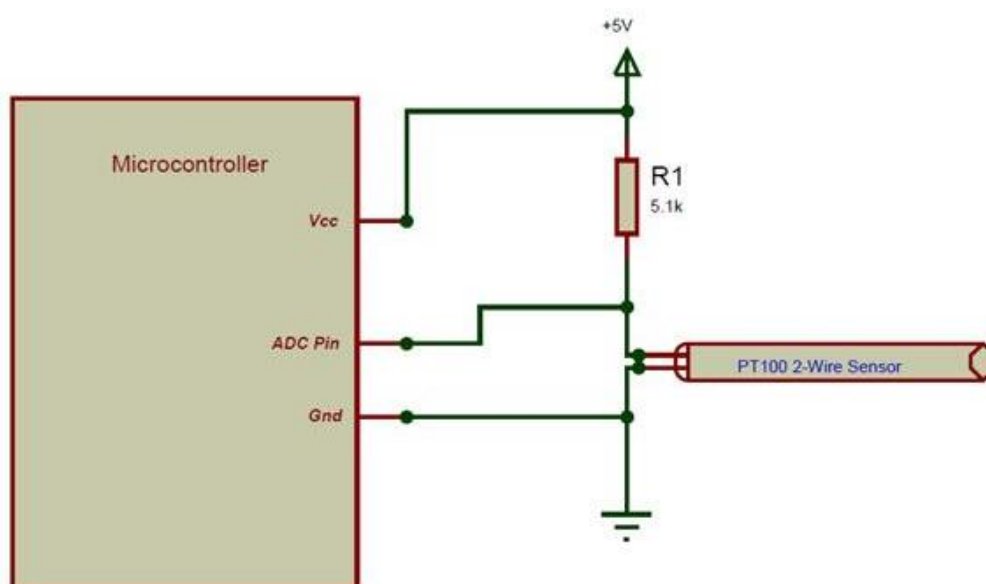 +5V
Microcontroller
R1
5.1k
Vcc
ADC Pin
PT100 2-Wire Sensor
Gnd